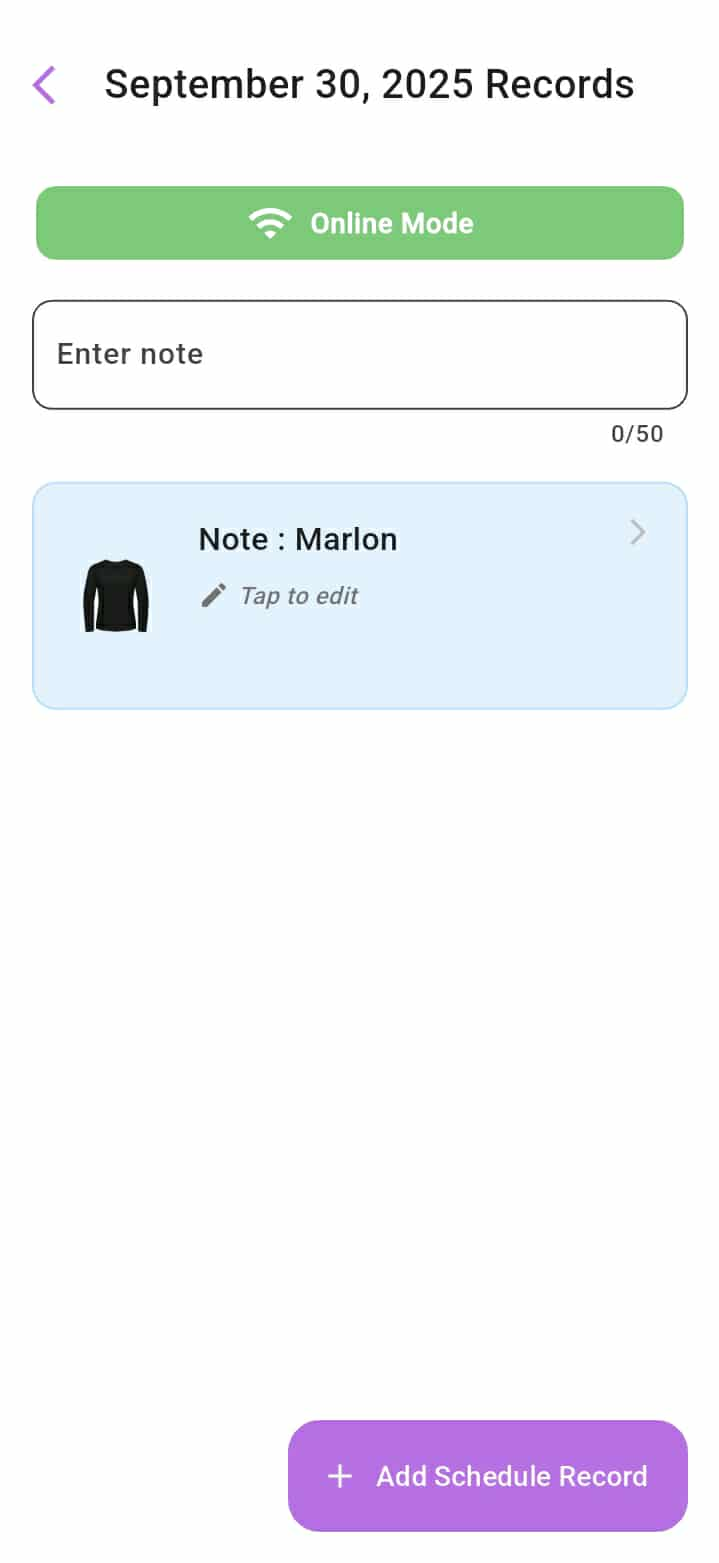 September 30, 2025 Records
Online Mode
Enter note
0/50
Note : Marlon
Tap to edit
Add Schedule Record